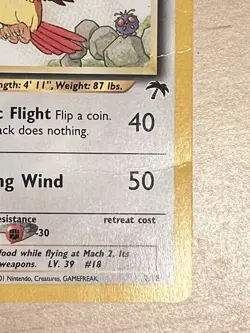 ngth: 4' 11", Weight: 87 lbs.
c Flight Flip a coin.
ack does nothing.
40
ng Wind
50
esistance
retreat cost
-30
food while flying at Mach 2. Its
weapons. LV. 39 #18
01 Nintendo, Creatures, GAMEFREAK.